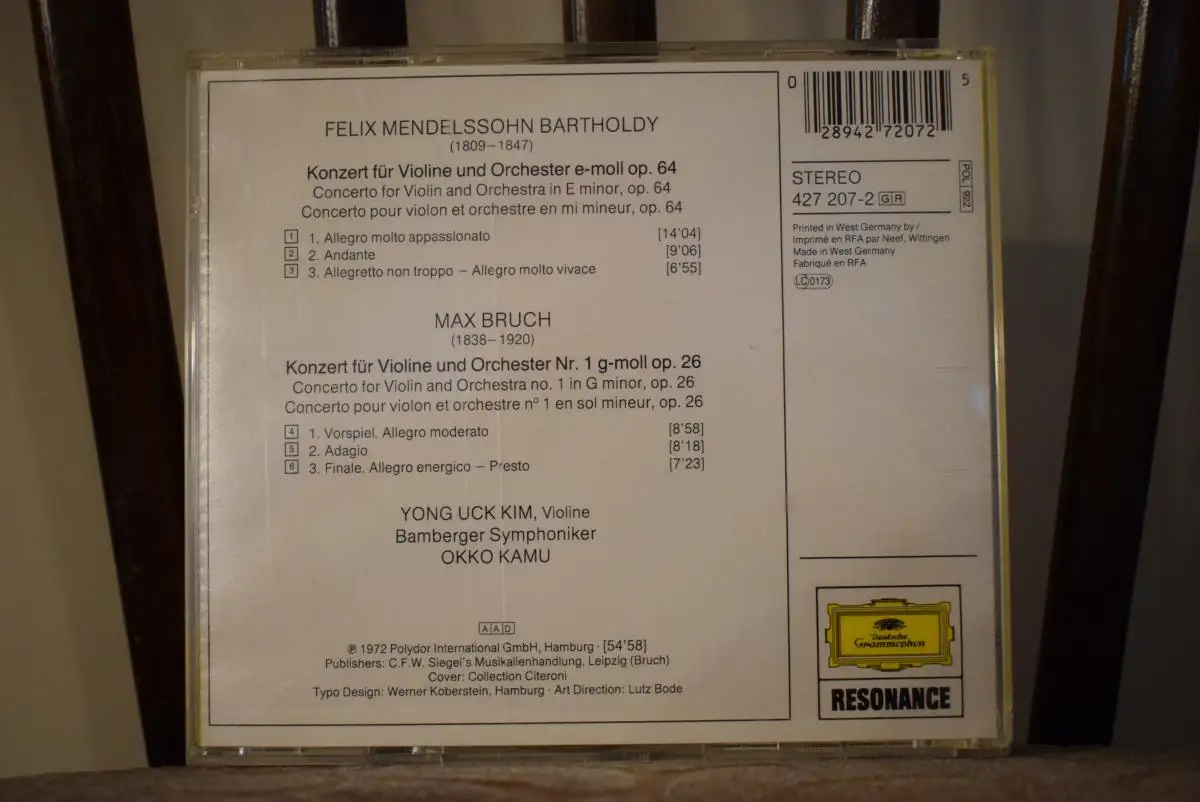 FELIX MENDELSSOHN BARTHOLDY
(1809–1847)
Konzert für Violine und Orchester e-moll op. 64
Concerto for Violin and Orchestra in E minor, op. 64
Concerto pour violon et orchestre en mi mineur, op. 64
1 1. Allegro molto appassionato [14'04]
2 2. Andante [9'06]
3 3. Allegretto non troppo – Allegro molto vivace [6'55]
MAX BRUCH
(1838–1920)
Konzert für Violine und Orchester Nr. 1 g-moll op. 26
Concerto for Violin and Orchestra no. 1 in G minor, op. 26
Concerto pour violon et orchestre nº 1 en sol mineur, op. 26
4 1. Vorspiel. Allegro moderato [8'58]
5 2. Adagio [8'18]
6 3. Finale. Allegro energico – Presto [7'23]
YONG UCK KIM, Violine
Bamberger Symphoniker
OKKO KAMU
AAD
℗ 1972 Polydor International GmbH, Hamburg · [54'58]
Publishers: C.F.W. Siegel's Musikalienhandlung, Leipzig (Bruch)
Cover: Collection Citeroni
Typo Design: Werner Koberstein, Hamburg · Art Direction: Lutz Bode
0 28942 72072 5
STEREO
427 207-2 GR
POL 922
Printed in West Germany by /
Imprimé en RFA par Neef, Wittingen
Made in West Germany
Fabriqué en RFA
LC 0173
Deutsche
Grammophon
RESONANCE